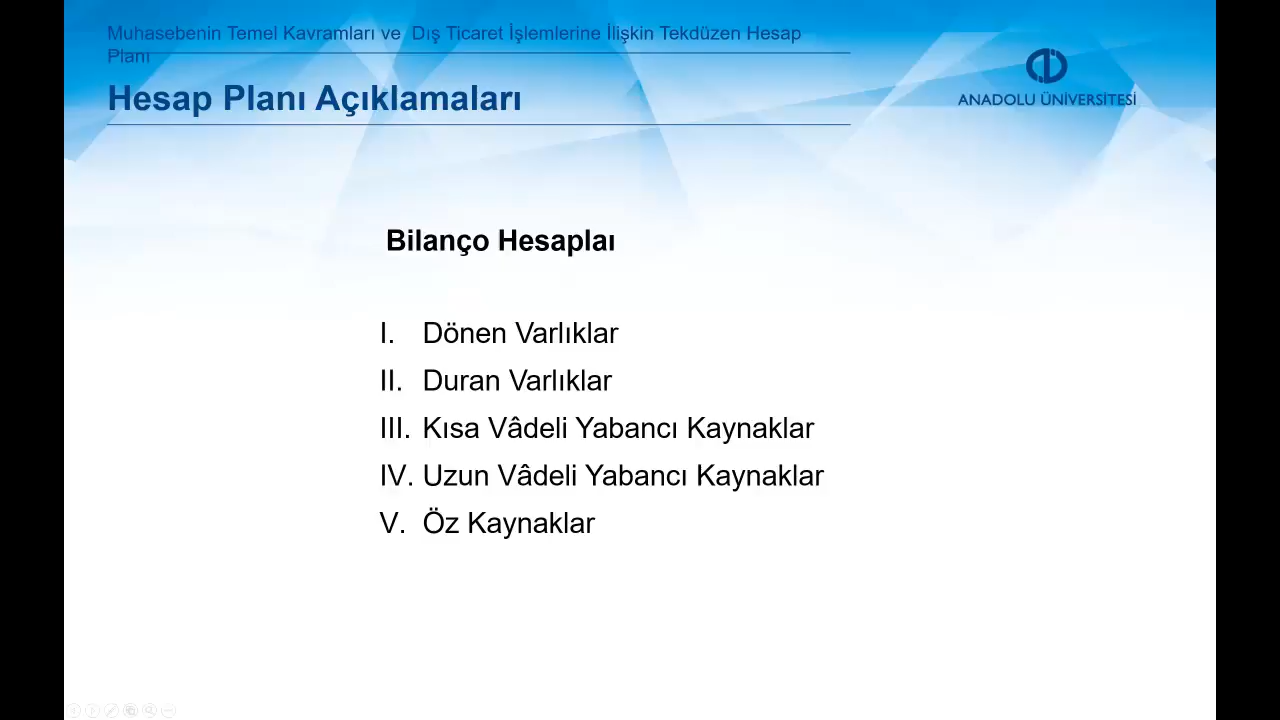 Muhasebenin Temel Kavramları ve  Dış Ticaret İşlemlerine İlişkin Tekdüzen Hesap
Planı
Hesap Planı Açıklamaları
ANADOLU ÜNİVERSİTESİ
Bilanço Hesaplaı
I. Dönen Varlıklar
II. Duran Varlıklar
III. Kısa Vâdeli Yabancı Kaynaklar
IV. Uzun Vâdeli Yabancı Kaynaklar
V. Öz Kaynaklar